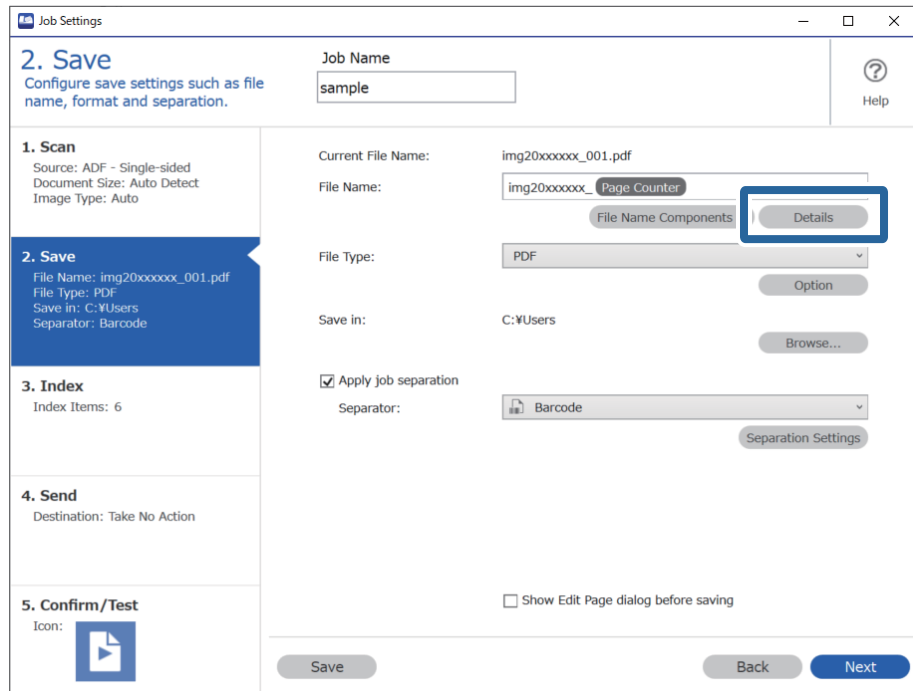 Job Settings
2. Save
Configure save settings such as file
name, format and separation.
Job Name
sample
Help
1. Scan
Source: ADF - Single-sided
Document Size: Auto Detect
Image Type: Auto
2. Save
File Name: img20xxxxxx_001.pdf
File Type: PDF
Save in: C:¥Users
Separator: Barcode
3. Index
Index Items: 6
4. Send
Destination: Take No Action
5. Confirm/Test
Icon:
Current File Name: img20xxxxxx_001.pdf
File Name: img20xxxxxx_ Page Counter
File Name Components Details
File Type: PDF
Option
Save in: C:¥Users
Browse...
Apply job separation
Separator: Barcode
Separation Settings
Show Edit Page dialog before saving
Save Back Next